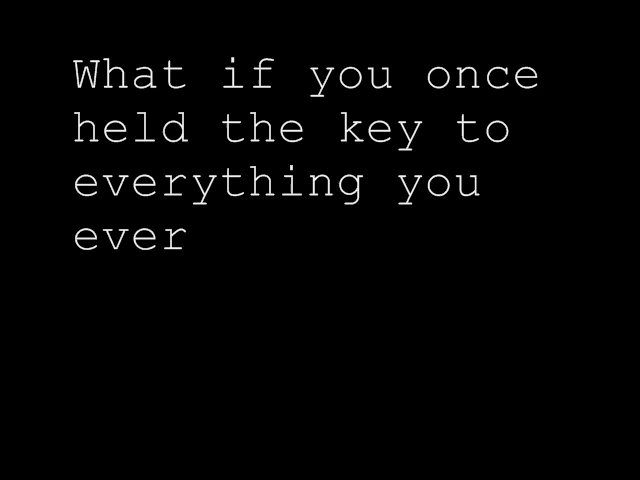 What if you once
held the key to
everything you
ever